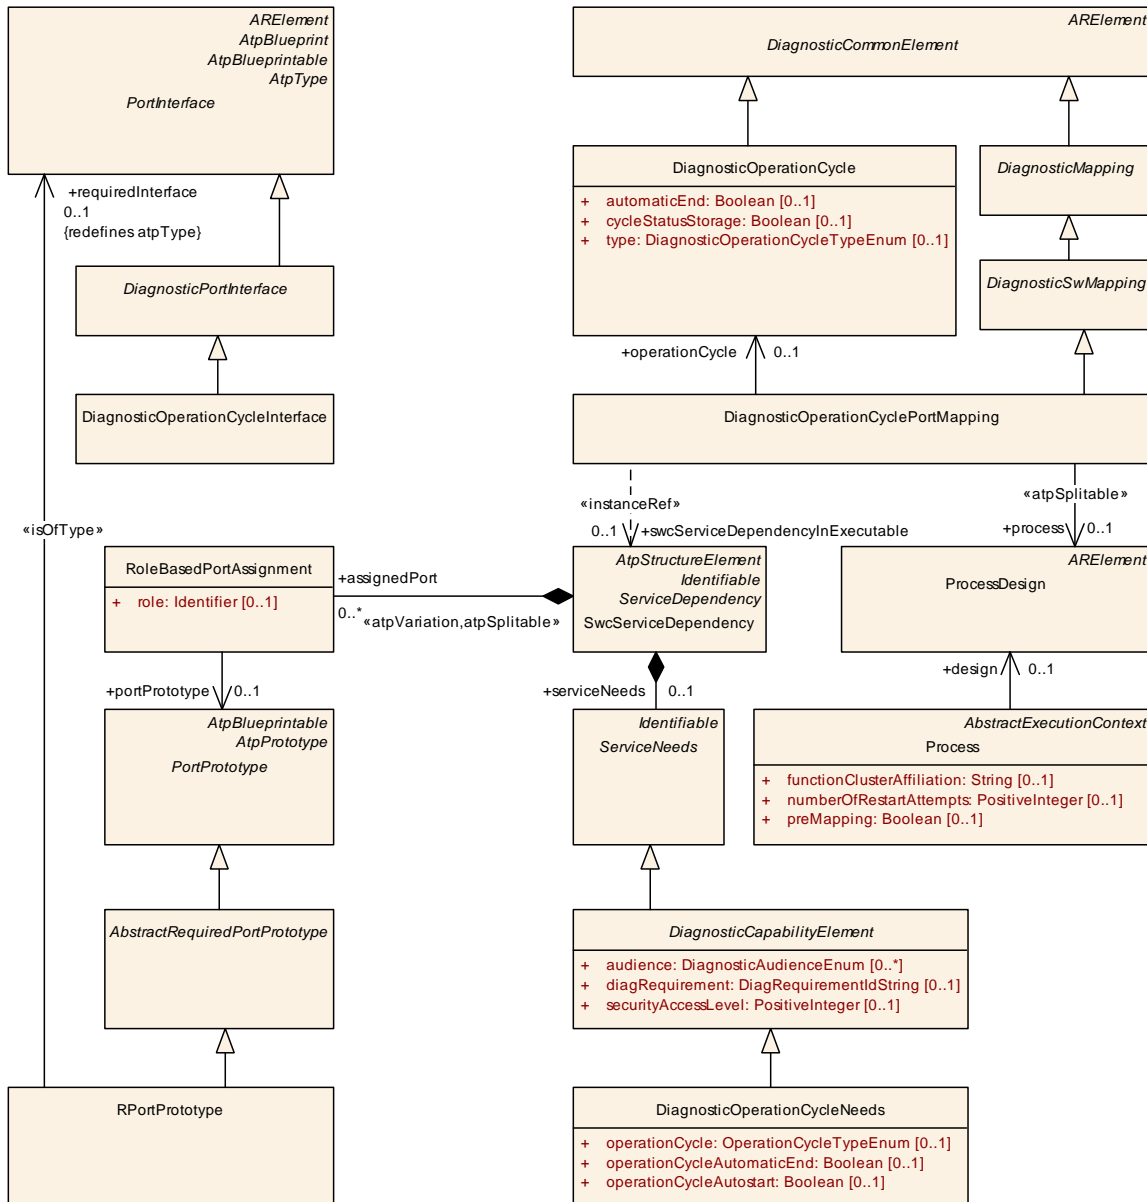 ARElement
AtpBlueprint
AtpBlueprintable
AtpType
PortInterface
ARElement
DiagnosticCommonElement
DiagnosticOperationCycle
+ automaticEnd: Boolean [0..1]
+ cycleStatusStorage: Boolean [0..1]
+ type: DiagnosticOperationCycleTypeEnum [0..1]
DiagnosticMapping
+requiredInterface
0..1
{redefines atpType}
DiagnosticPortInterface
DiagnosticSwMapping
+operationCycle 0..1
DiagnosticOperationCycleInterface
DiagnosticOperationCyclePortMapping
«isOfType»
«instanceRef»
0..1 +swcServiceDependencyInExecutable
«atpSplitable»
+process 0..1
RoleBasedPortAssignment
+ role: Identifier [0..1]
+assignedPort
0..* «atpVariation,atpSplitable»
AtpStructureElement
Identifiable
ServiceDependency
SwcServiceDependency
ARElement
ProcessDesign
+portPrototype 0..1
+serviceNeeds 0..1
+design 0..1
AtpBlueprintable
AtpPrototype
PortPrototype
Identifiable
ServiceNeeds
AbstractExecutionContext
Process
+ functionClusterAffiliation: String [0..1]
+ numberOfRestartAttempts: PositiveInteger [0..1]
+ preMapping: Boolean [0..1]
AbstractRequiredPortPrototype
DiagnosticCapabilityElement
+ audience: DiagnosticAudienceEnum [0..*]
+ diagRequirement: DiagRequirementIdString [0..1]
+ securityAccessLevel: PositiveInteger [0..1]
RPortPrototype
DiagnosticOperationCycleNeeds
+ operationCycle: OperationCycleTypeEnum [0..1]
+ operationCycleAutomaticEnd: Boolean [0..1]
+ operationCycleAutostart: Boolean [0..1]